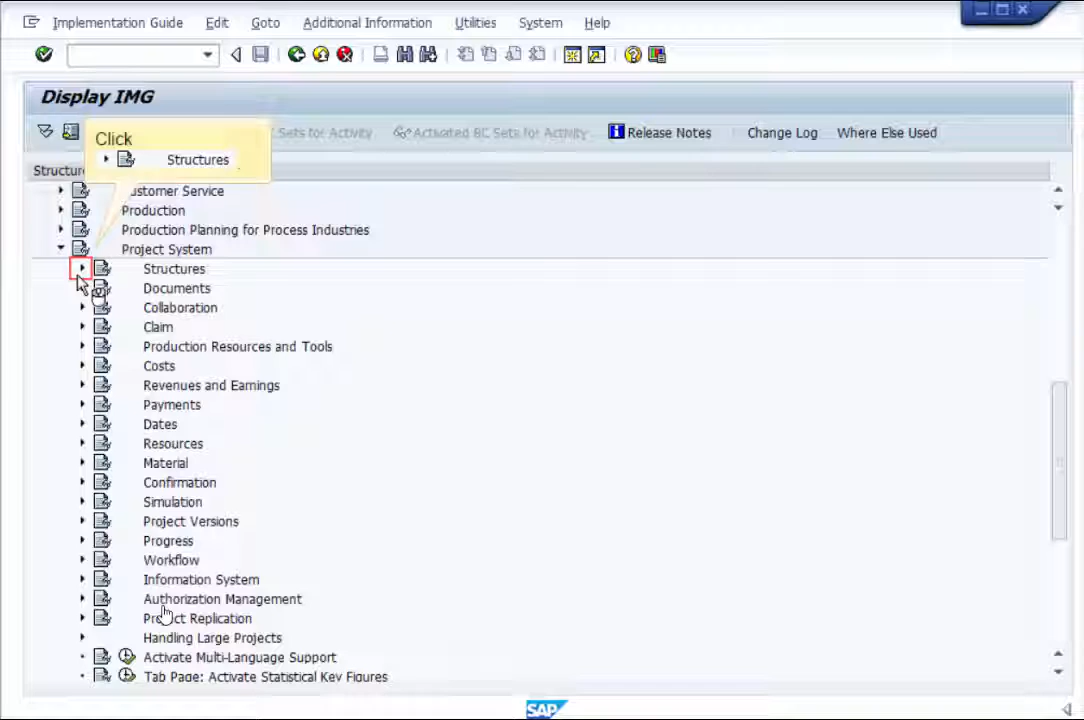 Implementation Guide Edit Goto Additional Information Utilities System Help
Display IMG
Sets for Activity Activated BC Sets for Activity Release Notes Change Log Where Else Used
Click
Structures
Structure
ustomer Service
Production
Production Planning for Process Industries
Project System
Structures
Documents
Collaboration
Claim
Production Resources and Tools
Costs
Revenues and Earnings
Payments
Dates
Resources
Material
Confirmation
Simulation
Project Versions
Progress
Workflow
Information System
Authorization Management
Project Replication
Handling Large Projects
Activate Multi-Language Support
Tab Page: Activate Statistical Key Figures
SAP